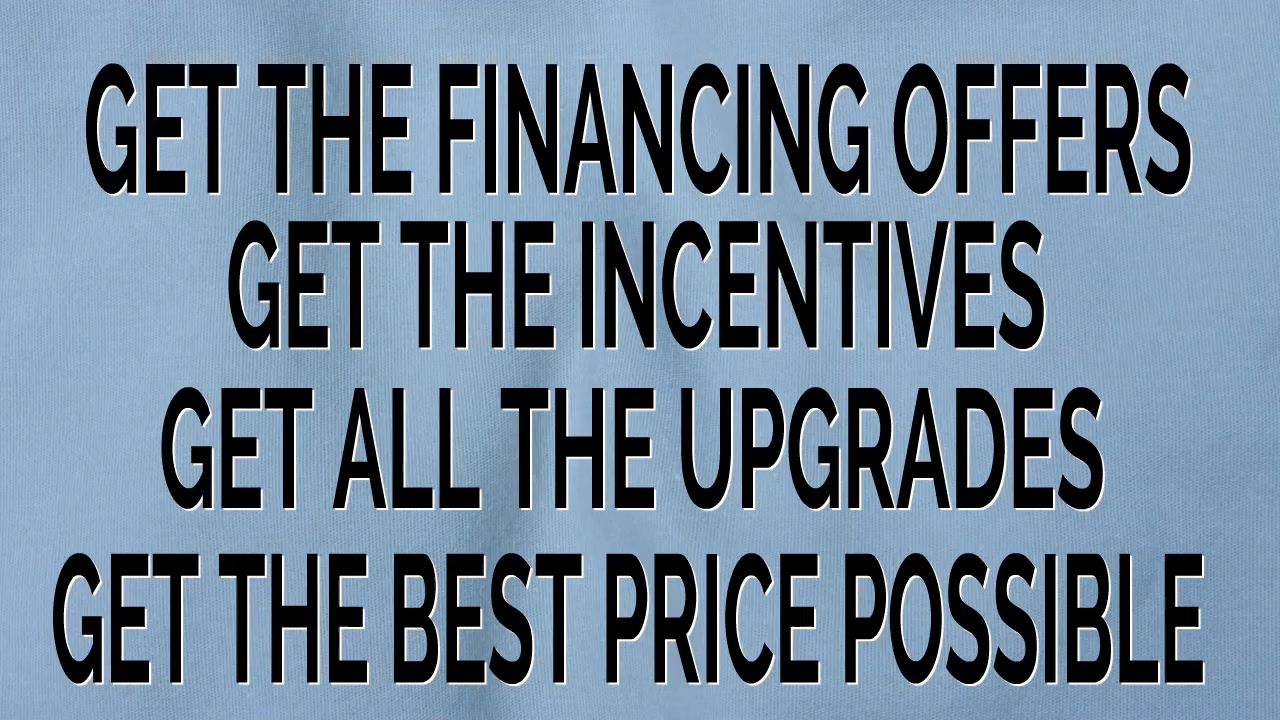 GET THE FINANCING OFFERS
GET THE INCENTIVES
GET ALL THE UPGRADES
GET THE BEST PRICE POSSIBLE